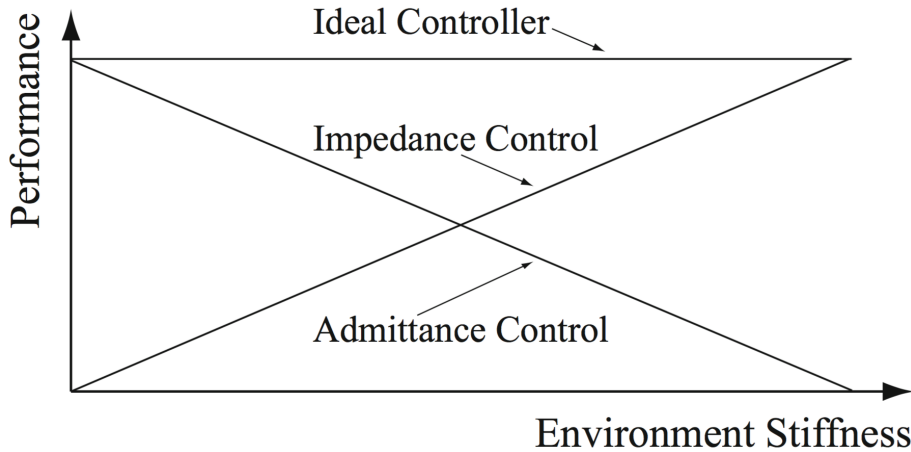 Ideal Controller
Performance
Impedance Control
Admittance Control
Environment Stiffness